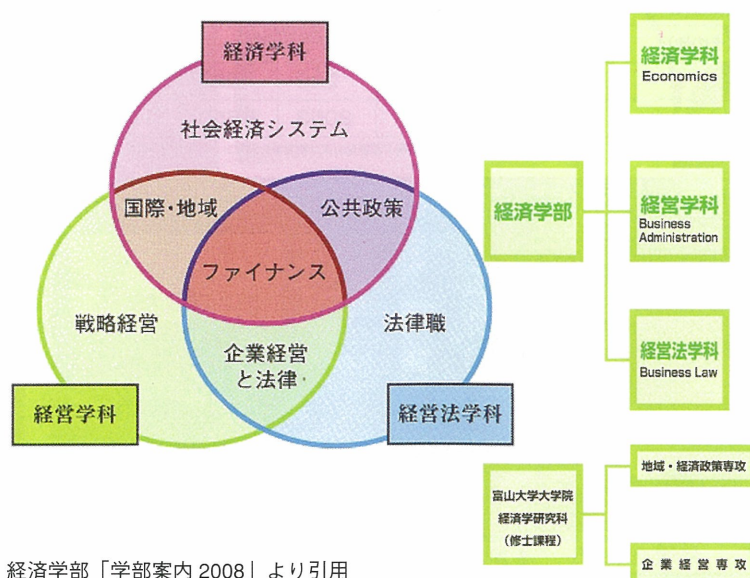 経済学科
社会経済システム
国際・地域
公共政策
ファイナンス
戦略経営
法律職
企業経営
と法律
経営学科
経営法学科
経済学部
経済学科
Economics
経営学科
Business
Administration
経営法学科
Business Law
富山大学大学院
経済学研究科
(修士課程)
地域・経済政策専攻
企業経営専攻
経済学部「学部案内 2008」より引用